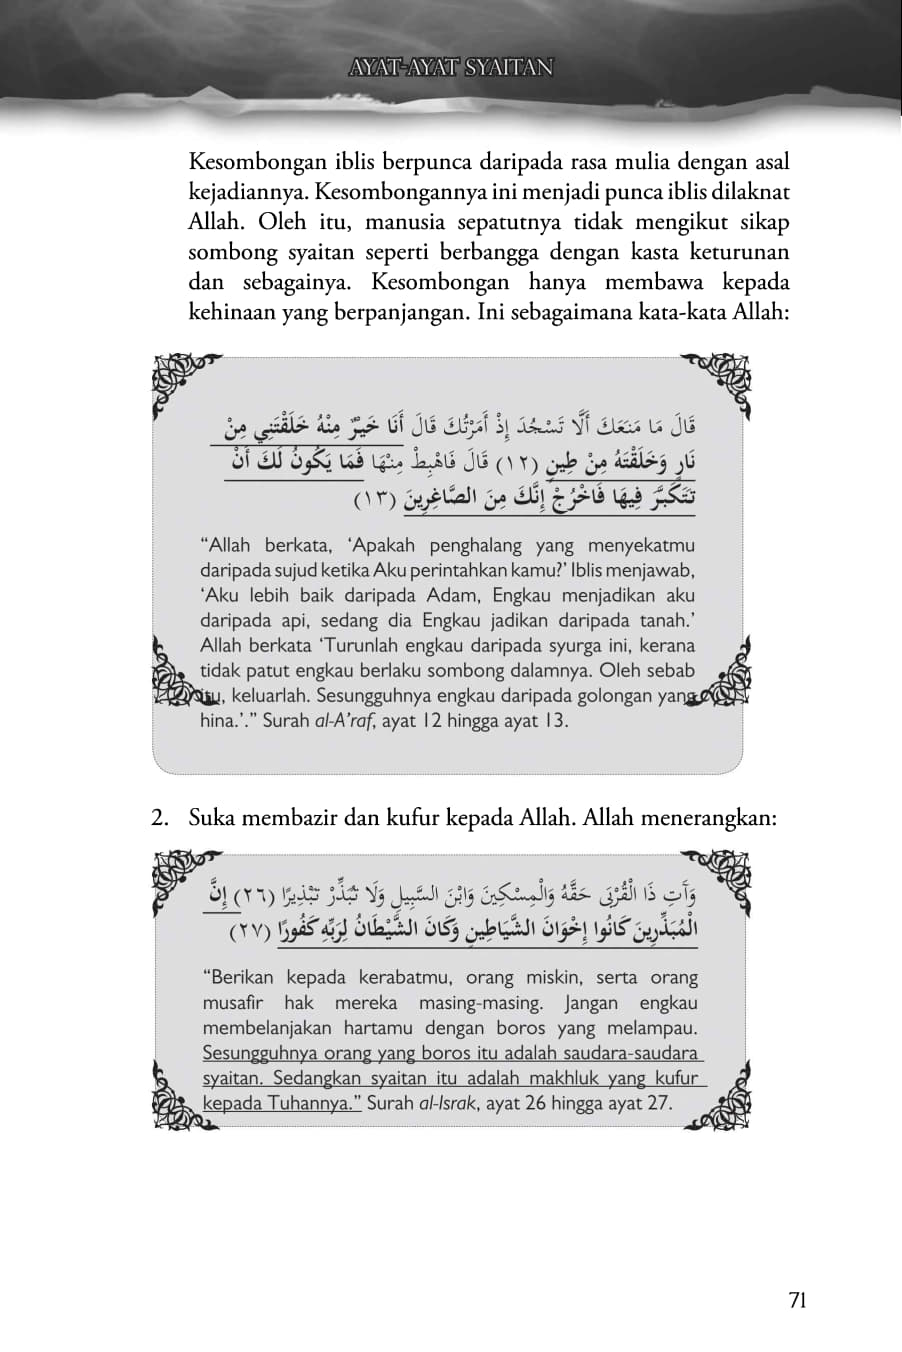 AYAT-AYAT SYAITAN
Kesombongan iblis berpunca daripada rasa mulia dengan asal
kejadiannya. Kesombongannya ini menjadi punca iblis dilaknat
Allah. Oleh itu, manusia sepatutnya tidak mengikut sikap
sombong syaitan seperti berbangga dengan kasta keturunan
dan sebagainya. Kesombongan hanya membawa kepada
kehinaan yang berpanjangan. Ini sebagaimana kata-kata Allah:
قَالَ مَا مَنَعَكَ أَلَّا تَسْجُدَ إِذْ أَمَرْتُكَ قَالَ أَنَا خَيْرٌ مِنْهُ خَلَقْتَنِي مِنْ
نَارٍ وَخَلَقْتَهُ مِنْ طِينٍ (١٢) قَالَ فَاهْبِطْ مِنْهَا فَمَا يَكُونُ لَكَ أَنْ
تَتَكَبَّرَ فِيهَا فَاخْرُجْ إِنَّكَ مِنَ الصَّاغِرِينَ (١٣)
“Allah berkata, ‘Apakah penghalang yang menyekatmu
daripada sujud ketika Aku perintahkan kamu?’ Iblis menjawab,
‘Aku lebih baik daripada Adam, Engkau menjadikan aku
daripada api, sedang dia Engkau jadikan daripada tanah.’
Allah berkata ‘Turunlah engkau daripada syurga ini, kerana
tidak patut engkau berlaku sombong dalamnya. Oleh sebab
itu, keluarlah. Sesungguhnya engkau daripada golongan yang
hina.’.” Surah al-A’raf, ayat 12 hingga ayat 13.
2. Suka membazir dan kufur kepada Allah. Allah menerangkan:
وَآتِ ذَا الْقُرْبَى حَقَّهُ وَالْمِسْكِينَ وَابْنَ السَّبِيلِ وَلَا تُبَذِّرْ تَبْذِيرًا (٢٦) إِنَّ
الْمُبَذِّرِينَ كَانُوا إِخْوَانَ الشَّيَاطِينِ وَكَانَ الشَّيْطَانُ لِرَبِّهِ كَفُورًا (٢٧)
“Berikan kepada kerabatmu, orang miskin, serta orang
musafir hak mereka masing-masing. Jangan engkau
membelanjakan hartamu dengan boros yang melampau.
Sesungguhnya orang yang boros itu adalah saudara-saudara
syaitan. Sedangkan syaitan itu adalah makhluk yang kufur
kepada Tuhannya.” Surah al-Israk, ayat 26 hingga ayat 27.
71